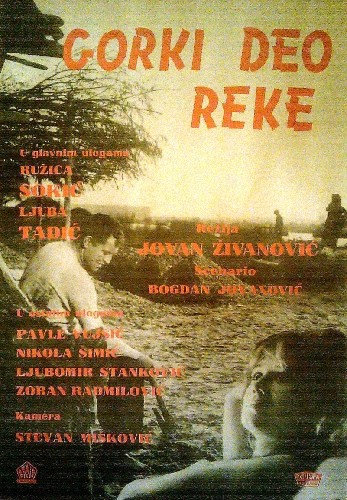 GORKI DEO
REKE
U glavnim ulogama
RUŽICA
SOKIĆ
LJUBA
TADIĆ
Režija
JOVAN ŽIVANOVIĆ
Scenario
BOGDAN JOVANOVIĆ
U ostalim ulogama
PAVLE VUJISIĆ
NIKOLA SIMIĆ
LJUBOMIR STANKOVIĆ
ZORAN RADMILOVIĆ
Kamera
STEVAN MIŠKOVIĆ